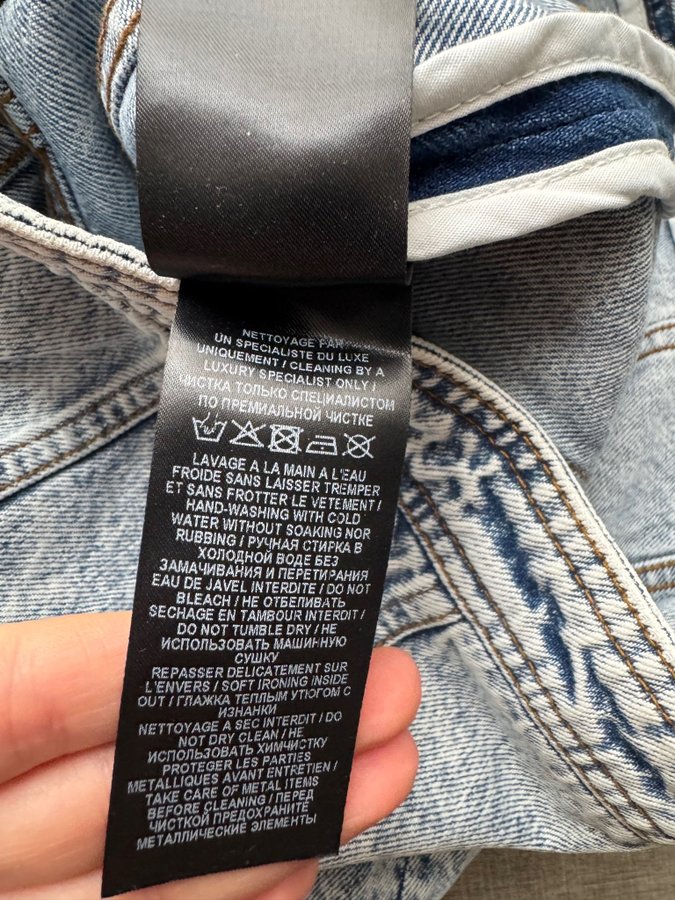 NETTOYAGE PAR
UN SPECIALISTE DU LUXE
UNIQUEMENT / CLEANING BY A
LUXURY SPECIALIST ONLY /
ЧИСТКА ТОЛЬКО СПЕЦИАЛИСТОМ
ПО ПРЕМИАЛЬНОЙ ЧИСТКЕ
LAVAGE A LA MAIN A L'EAU
FROIDE SANS LAISSER TREMPER
ET SANS FROTTER LE VETEMENT /
HAND-WASHING WITH COLD
WATER WITHOUT SOAKING NOR
RUBBING / РУЧНАЯ СТИРКА В
ХОЛОДНОЙ ВОДЕ БЕЗ
ЗАМАЧИВАНИЯ И ПЕРЕТИРАНИЯ
EAU DE JAVEL INTERDITE / DO NOT
BLEACH / НЕ ОТБЕЛИВАТЬ
SECHAGE EN TAMBOUR INTERDIT /
DO NOT TUMBLE DRY / НЕ
ИСПОЛЬЗОВАТЬ МАШИННУЮ
СУШКУ
REPASSER DELICATEMENT SUR
L'ENVERS / SOFT IRONING INSIDE
OUT / ГЛАЖКА ТЕПЛЫМ УТЮГОМ С
ИЗНАНКИ
NETTOYAGE A SEC INTERDIT / DO
NOT DRY CLEAN / НЕ
ИСПОЛЬЗОВАТЬ ХИМЧИСТКУ
PROTEGER LES PARTIES
METALLIQUES AVANT ENTRETIEN /
TAKE CARE OF METAL ITEMS
BEFORE CLEANING / ПЕРЕД
ЧИСТКОЙ ПРЕДОХРАНИТЕ
МЕТАЛЛИЧЕСКИЕ ЭЛЕМЕНТЫ